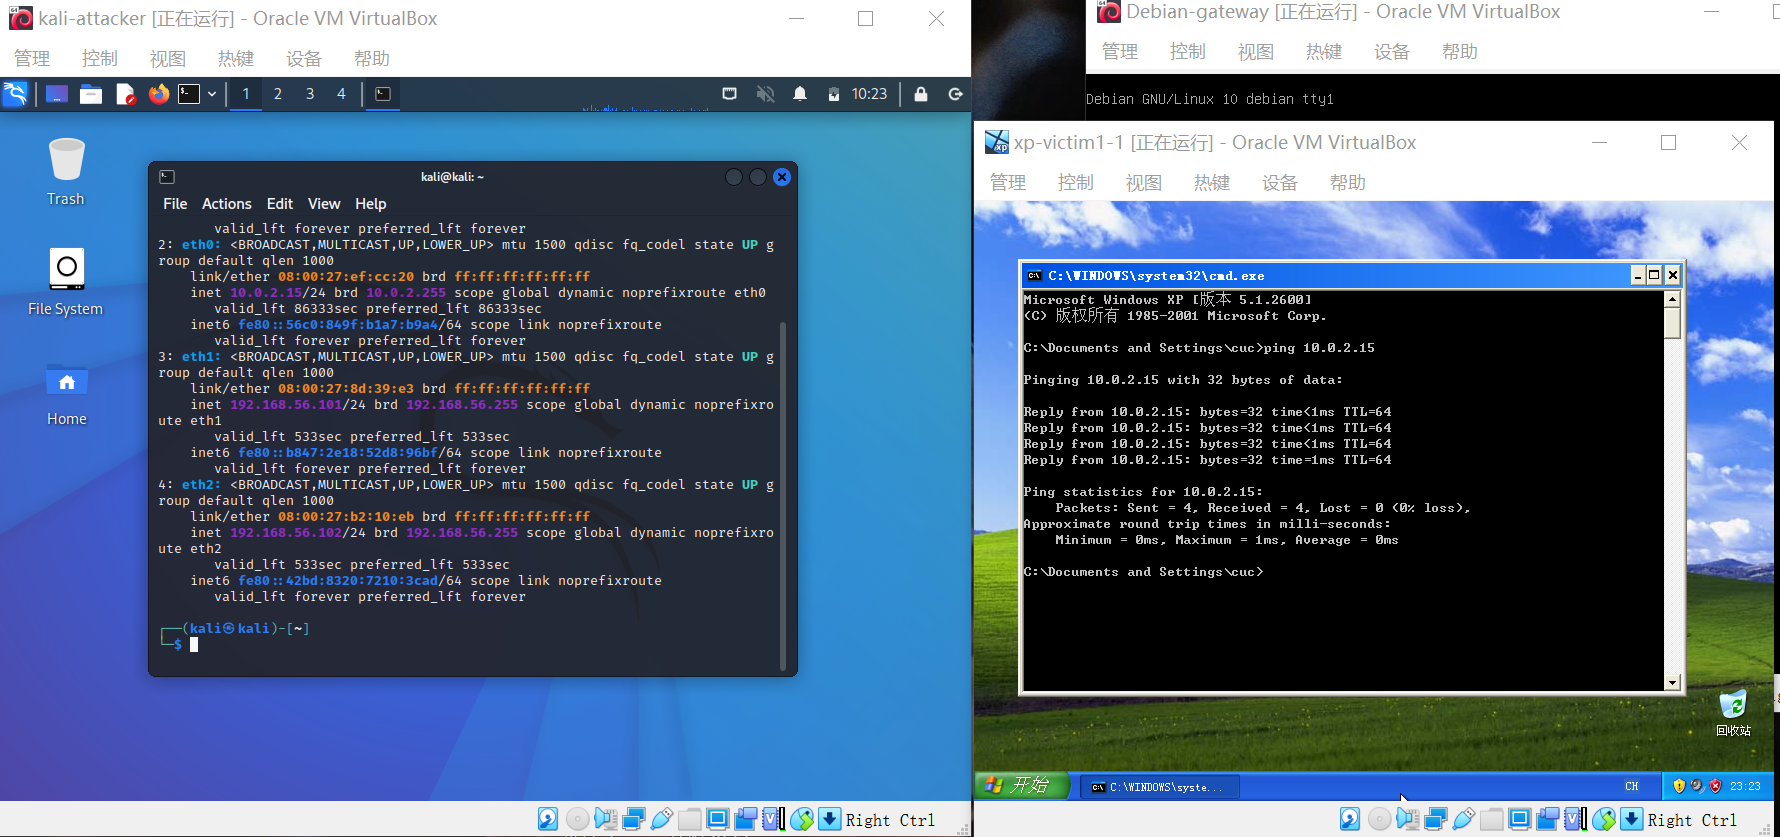 kali-attacker [正在运行] - Oracle VM VirtualBox
管理 控制 视图 热键 设备 帮助
1 2 3 4 10:23
Trash
File System
Home
kali@kali: ~
File Actions Edit View Help
valid_lft forever preferred_lft forever
2: eth0: <BROADCAST,MULTICAST,UP,LOWER_UP> mtu 1500 qdisc fq_codel state UP g
roup default qlen 1000
link/ether 08:00:27:ef:cc:20 brd ff:ff:ff:ff:ff:ff
inet 10.0.2.15/24 brd 10.0.2.255 scope global dynamic noprefixroute eth0
valid_lft 86333sec preferred_lft 86333sec
inet6 fe80::56c0:849f:b1a7:b9a4/64 scope link noprefixroute
valid_lft forever preferred_lft forever
3: eth1: <BROADCAST,MULTICAST,UP,LOWER_UP> mtu 1500 qdisc fq_codel state UP g
roup default qlen 1000
link/ether 08:00:27:8d:39:e3 brd ff:ff:ff:ff:ff:ff
inet 192.168.56.101/24 brd 192.168.56.255 scope global dynamic noprefixro
ute eth1
valid_lft 533sec preferred_lft 533sec
inet6 fe80::b847:2e18:52d8:96bf/64 scope link noprefixroute
valid_lft forever preferred_lft forever
4: eth2: <BROADCAST,MULTICAST,UP,LOWER_UP> mtu 1500 qdisc fq_codel state UP g
roup default qlen 1000
link/ether 08:00:27:b2:10:eb brd ff:ff:ff:ff:ff:ff
inet 192.168.56.102/24 brd 192.168.56.255 scope global dynamic noprefixro
ute eth2
valid_lft 533sec preferred_lft 533sec
inet6 fe80::42bd:8320:7210:3cad/64 scope link noprefixroute
valid_lft forever preferred_lft forever
┌──(kali㉿kali)-[~]
└─$
Right Ctrl
Debian-gateway [正在运行] - Oracle VM VirtualBox
管理 控制 视图 热键 设备 帮助
Debian GNU/Linux 10 debian tty1
xp-victim1-1 [正在运行] - Oracle VM VirtualBox
管理 控制 视图 热键 设备 帮助
C:\WINDOWS\system32\cmd.exe
Microsoft Windows XP [版本 5.1.2600]
(C) 版权所有 1985-2001 Microsoft Corp.
C:\Documents and Settings\cuc>ping 10.0.2.15
Pinging 10.0.2.15 with 32 bytes of data:
Reply from 10.0.2.15: bytes=32 time<1ms TTL=64
Reply from 10.0.2.15: bytes=32 time<1ms TTL=64
Reply from 10.0.2.15: bytes=32 time<1ms TTL=64
Reply from 10.0.2.15: bytes=32 time=1ms TTL=64
Ping statistics for 10.0.2.15:
Packets: Sent = 4, Received = 4, Lost = 0 (0% loss),
Approximate round trip times in milli-seconds:
Minimum = 0ms, Maximum = 1ms, Average = 0ms
C:\Documents and Settings\cuc>
回收站
开始 C:\WINDOWS\syste... CH 23:23
Right Ctrl